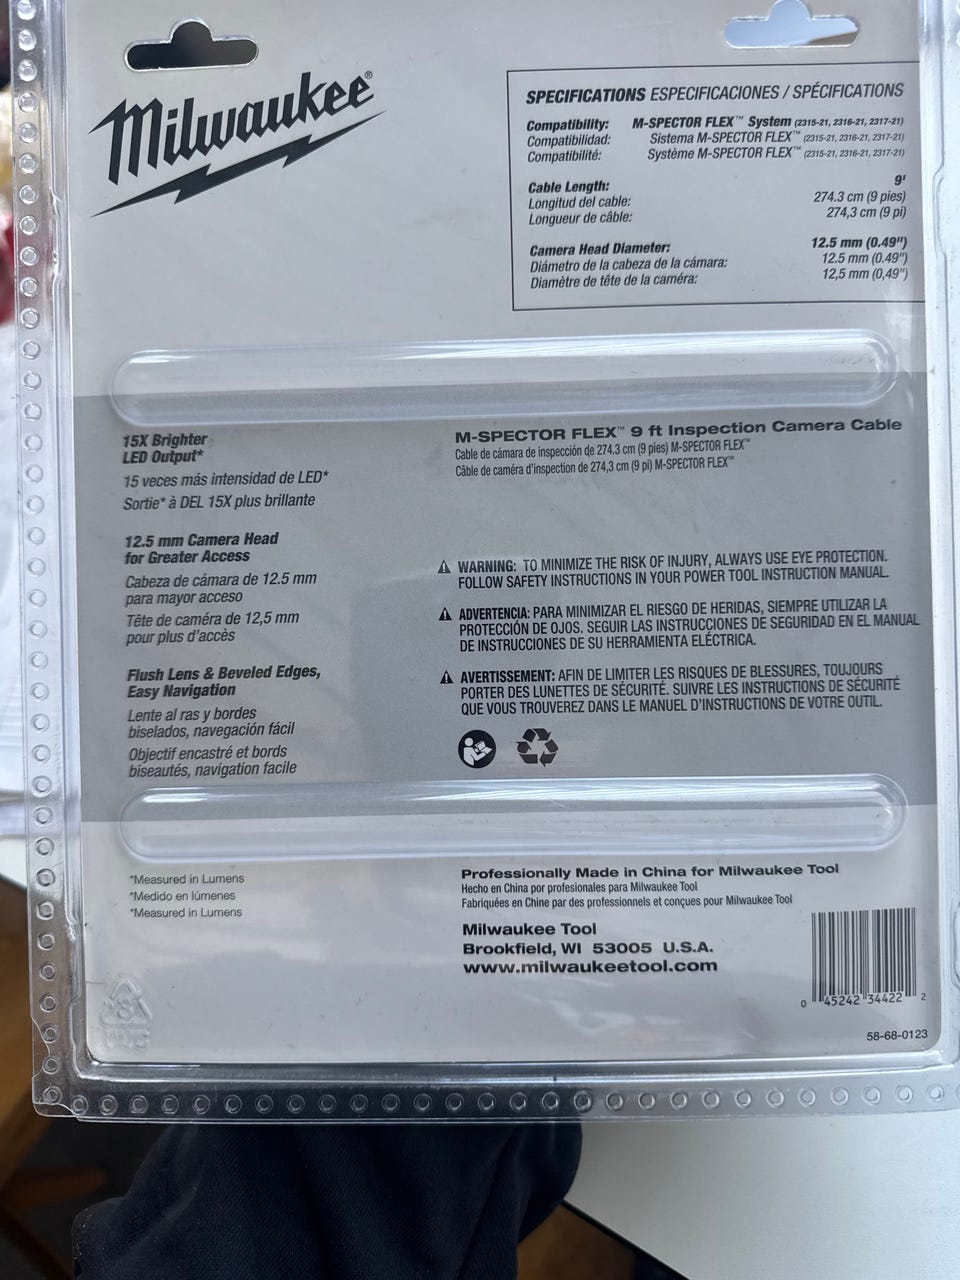 Milwaukee®
SPECIFICATIONS ESPECIFICACIONES / SPÉCIFICATIONS
Compatibility: M-SPECTOR FLEX™ System (2315-21, 2316-21, 2317-21)
Compatibilidad: Sistema M-SPECTOR FLEX™ (2315-21, 2316-21, 2317-21)
Compatibilité: Système M-SPECTOR FLEX™ (2315-21, 2316-21, 2317-21)
Cable Length: 9'
Longitud del cable: 274.3 cm (9 pies)
Longueur de câble: 274,3 cm (9 pi)
Camera Head Diameter: 12.5 mm (0.49")
Diámetro de la cabeza de la cámara: 12.5 mm (0.49")
Diamètre de tête de la caméra: 12,5 mm (0,49")
15X Brighter
LED Output*
15 veces más intensidad de LED*
Sortie* à DEL 15X plus brillante
12.5 mm Camera Head
for Greater Access
Cabeza de cámara de 12.5 mm
para mayor acceso
Tête de caméra de 12,5 mm
pour plus d'accès
Flush Lens & Beveled Edges,
Easy Navigation
Lente al ras y bordes
biselados, navegación fácil
Objectif encastré et bords
biseautés, navigation facile
M-SPECTOR FLEX™ 9 ft Inspection Camera Cable
Cable de cámara de inspección de 274.3 cm (9 pies) M-SPECTOR FLEX™
Câble de caméra d'inspection de 274,3 cm (9 pi) M-SPECTOR FLEX™
WARNING: TO MINIMIZE THE RISK OF INJURY, ALWAYS USE EYE PROTECTION.
FOLLOW SAFETY INSTRUCTIONS IN YOUR POWER TOOL INSTRUCTION MANUAL.
ADVERTENCIA: PARA MINIMIZAR EL RIESGO DE HERIDAS, SIEMPRE UTILIZAR LA
PROTECCIÓN DE OJOS. SEGUIR LAS INSTRUCCIONES DE SEGURIDAD EN EL MANUAL
DE INSTRUCCIONES DE SU HERRAMIENTA ELÉCTRICA.
AVERTISSEMENT: AFIN DE LIMITER LES RISQUES DE BLESSURES, TOUJOURS
PORTER DES LUNETTES DE SÉCURITÉ. SUIVRE LES INSTRUCTIONS DE SÉCURITÉ
QUE VOUS TROUVEREZ DANS LE MANUEL D'INSTRUCTIONS DE VOTRE OUTIL.
*Measured in Lumens
*Medido en lúmenes
*Measured in Lumens
Professionally Made in China for Milwaukee Tool
Hecho en China por profesionales para Milwaukee Tool
Fabriquées en Chine par des professionnels et conçues pour Milwaukee Tool
Milwaukee Tool
Brookfield, WI 53005 U.S.A.
www.milwaukeetool.com
0 45242 34422 2
58-68-0123